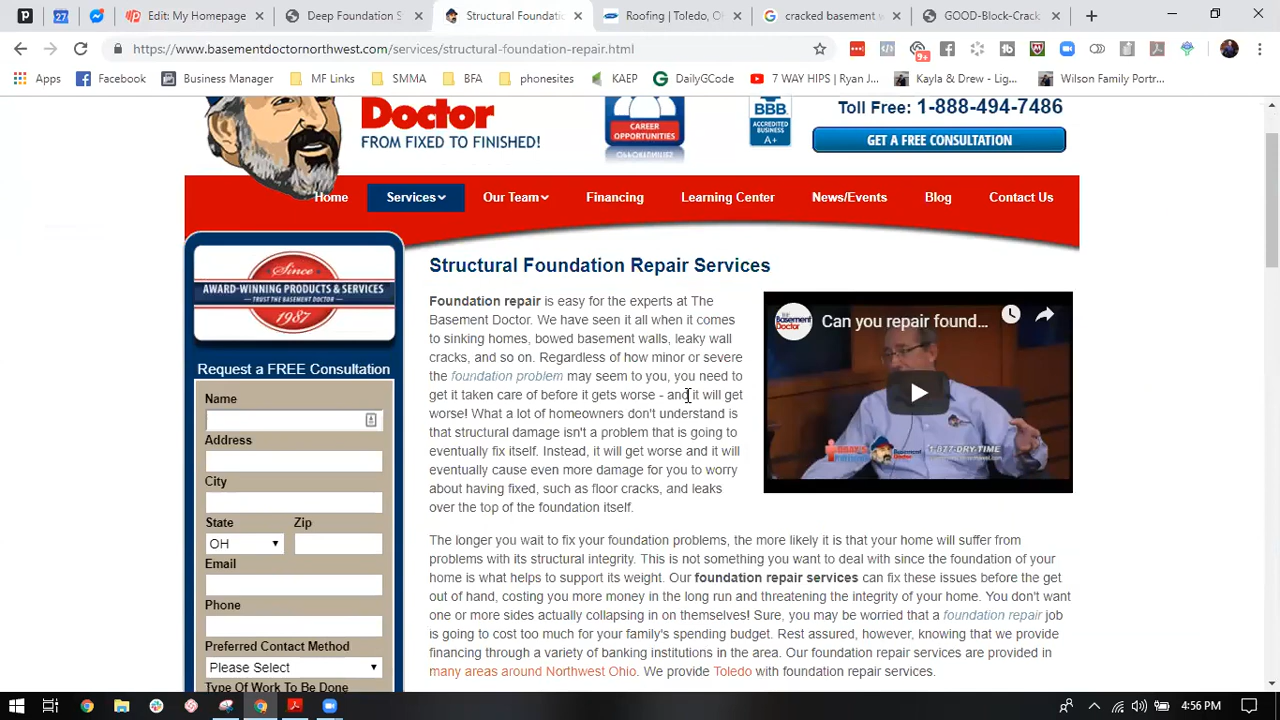 27
Edit: My Homepage
Deep Foundation S
Structural Foundatio
Roofing | Toledo, O
cracked basement w
GOOD-Block-Crack
https://www.basementdoctornorthwest.com/services/structural-foundation-repair.html
9+
Apps
Facebook
Business Manager
MF Links
SMMA
BFA
phonesites
KAEP
DailyGCode
7 WAY HIPS | Ryan J...
Kayla & Drew - Lig...
Wilson Family Portr...
Doctor
FROM FIXED TO FINISHED!
CAREER
OPPORTUNITIES
BBB.
ACCREDITED
BUSINESS
A+
Toll Free: 1-888-494-7486
GET A FREE CONSULTATION
Home
Services
Our Team
Financing
Learning Center
News/Events
Blog
Contact Us
Since
AWARD-WINNING PRODUCTS & SERVICES
TRUST THE BASEMENT DOCTOR
1987
Request a FREE Consultation
Name
Address
City
State
Zip
OH
Email
Phone
Preferred Contact Method
Please Select
Type Of Work To Be Done
Structural Foundation Repair Services
Foundation repair is easy for the experts at The
Basement Doctor. We have seen it all when it comes
to sinking homes, bowed basement walls, leaky wall
cracks, and so on. Regardless of how minor or severe
the foundation problem may seem to you, you need to
get it taken care of before it gets worse - and it will get
worse! What a lot of homeowners don't understand is
that structural damage isn't a problem that is going to
eventually fix itself. Instead, it will get worse and it will
eventually cause even more damage for you to worry
about having fixed, such as floor cracks, and leaks
over the top of the foundation itself.
Basement
Doctor
Can you repair found...
1-877-DRY-TIME
The longer you wait to fix your foundation problems, the more likely it is that your home will suffer from
problems with its structural integrity. This is not something you want to deal with since the foundation of your
home is what helps to support its weight. Our foundation repair services can fix these issues before the get
out of hand, costing you more money in the long run and threatening the integrity of your home. You don't want
one or more sides actually collapsing in on themselves! Sure, you may be worried that a foundation repair job
is going to cost too much for your family's spending budget. Rest assured, however, knowing that we provide
financing through a variety of banking institutions in the area. Our foundation repair services are provided in
many areas around Northwest Ohio. We provide Toledo with foundation repair services.
4:56 PM